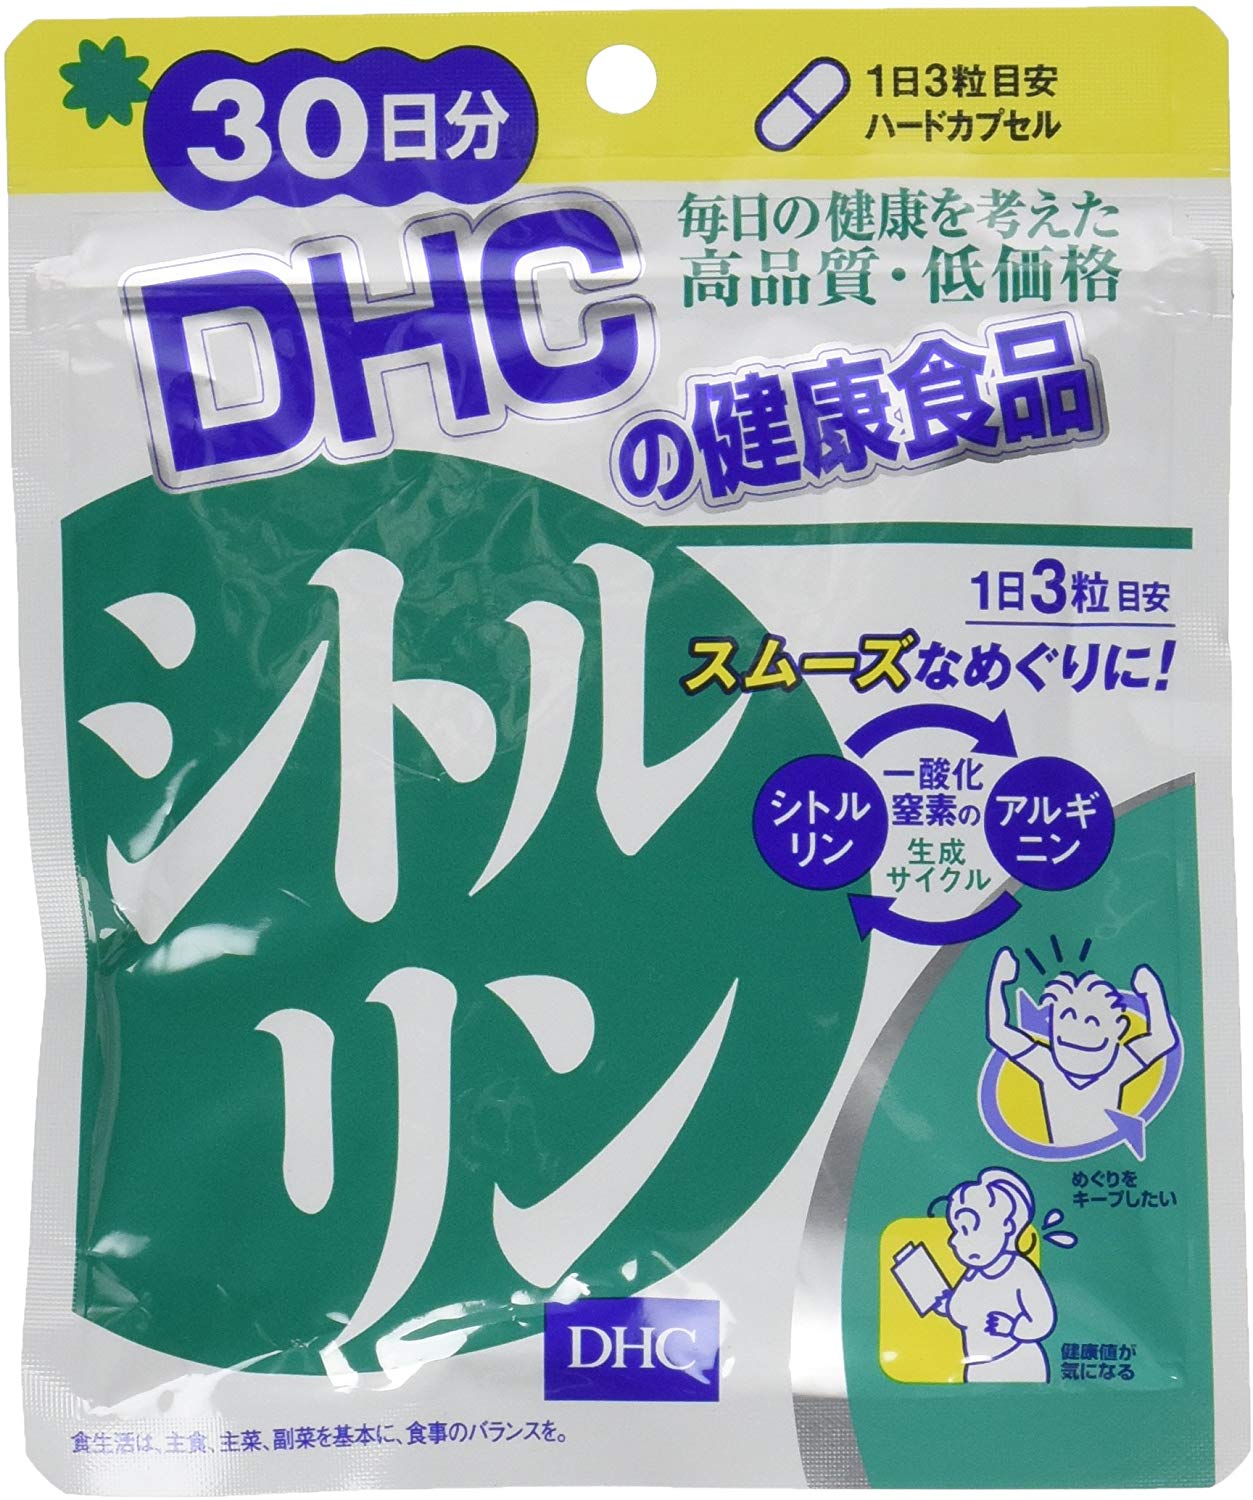 30日分
1日3粒目安
ハードカプセル
毎日の健康を考えた
高品質・低価格
DHC
の健康食品
シトル
リン
1日3粒目安
スムーズなめぐりに!
シトル
リン
一酸化
窒素の
生成
サイクル
アルギ
ニン
めぐりを
キープしたい
健康値が
気になる
DHC
食生活は、主食、主菜、副菜を基本に、食事のバランスを。